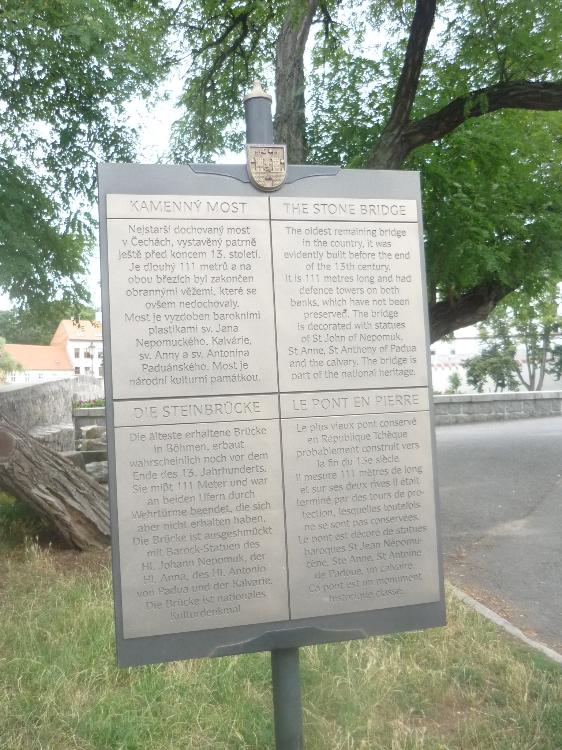 KAMENNÝ MOST
Nejstarší dochovaný most
v Čechách, vystavěný patrně
ještě před koncem 13. století.
Je dlouhý 111 metrů a na
obou březích byl zakončen
obrannými věžemi, které se
ovšem nedochovaly.
Most je vyzdoben barokními
plastikami sv. Jana
Nepomuckého. Kalvárie,
sv. Anny a sv. Antonína
Paduánského. Most je
národní kulturní památkou.
THE STONE BRIDGE
The oldest remaining bridge
in the country, it was
evidently built before the end
of the 13th century.
It is 111 metres long and had
defence towers on both
banks, which have not been
preserved. The bridge
is decorated with statues
of St John of Nepomuk,
St Anne, St Anthony of Padua
and the calvary. The bridge is
part of the national heritage.
DIE STEINBRÜCKE
Die älteste erhaltene Brücke
in Böhmen, erbaut
wahrscheinlich noch vor dem
Ende des 13. Jahrhunderts.
Sie mißt 111 Meter und war
an beiden Ufern durch
Wehrtürme beendet, die sich
aber nicht erhalten haben.
Die Brücke ist ausgeschmückt
mit Barock-Statuen des
Hl. Johann Nepomuk, der
Hl. Anna, des Hl. Antonio
von Padua und der Kalvarie.
Die Brücke ist nationales
Kulturdenkmal.
LE PONT EN PIERRE
Le plus vieux pont conservé
en République Tchèque
probablement construit vers
la fin du 13e siècle.
Il mesure 111 mètres de long
et sur ses deux rives il était
terminé par des tours de pro-
tection, lesquelles toutefois
ne se sont pas conservées.
Le pont est décoré de statues
baroques St Jean Népomu-
cène, Ste Anne, St Antoine
de Padoue, un calvaire.
Ca pont est un monument
historique classé.